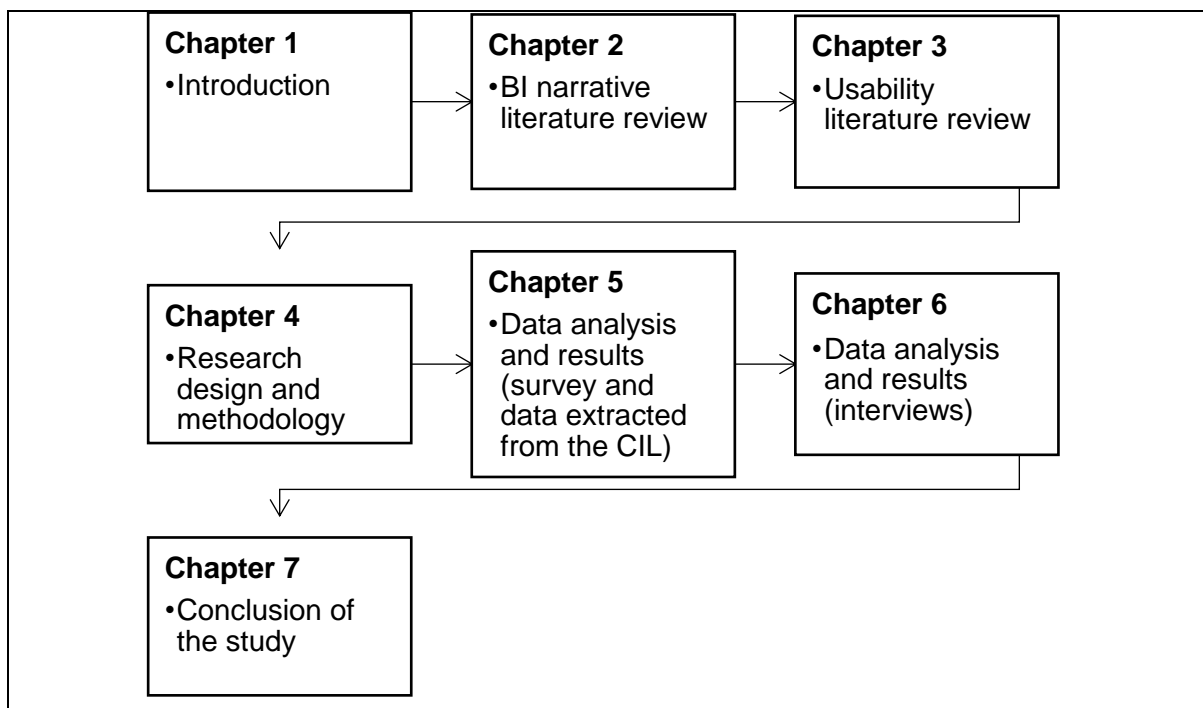 Chapter 1
•Introduction
Chapter 2
•BI narrative
literature review
Chapter 3
•Usability
literature review
Chapter 4
•Research
design and
methodology
Chapter 5
•Data analysis
and results
(survey and
data extracted
from the CIL)
Chapter 6
•Data analysis
and results
(interviews)
Chapter 7
•Conclusion of
the study